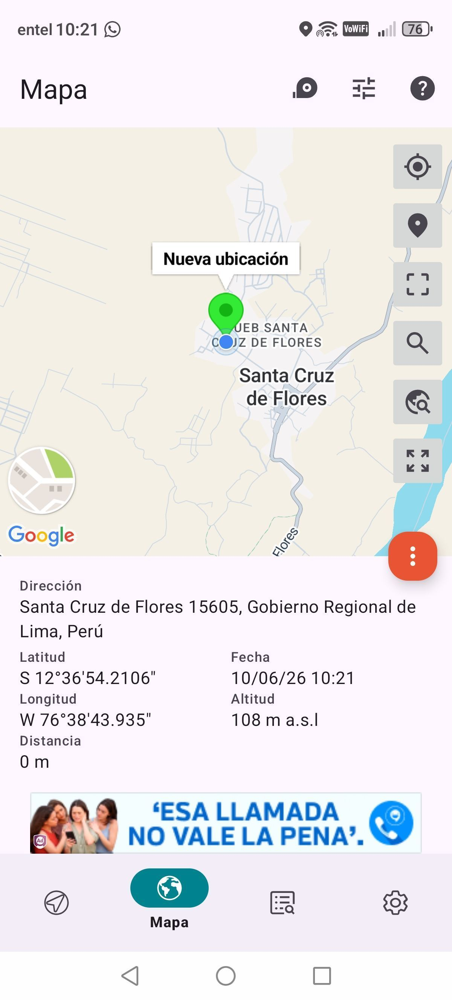 entel 10:21 VoWiFi 76
Mapa
Nueva ubicación
UEB SANTA
C UZ DE FLORES
Santa Cruz
de Flores
Flores
Google
Dirección
Santa Cruz de Flores 15605, Gobierno Regional de
Lima, Perú
Latitud
S 12°36'54.2106"
Fecha
10/06/26 10:21
Longitud
W 76°38'43.935"
Altitud
108 m a.s.l
Distancia
0 m
‘ESA LLAMADA
NO VALE LA PENA’.
Ad
Mapa